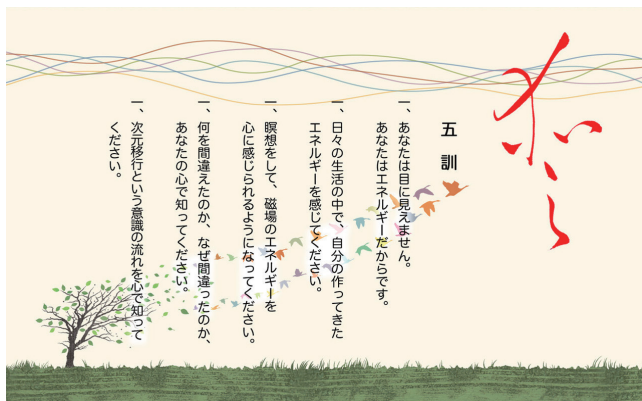 五訓
一、あなたは目に見えません。
あなたはエネルギーだからです。
一、日々の生活の中で、自分の作ってきた
エネルギーを感じてください。
一、瞑想をして、磁場のエネルギーを
心に感じられるようになってください。
一、何を間違えたのか、なぜ間違ったのか、
あなたの心で知ってください。
一、次元移行という意識の流れを心で知って
ください。